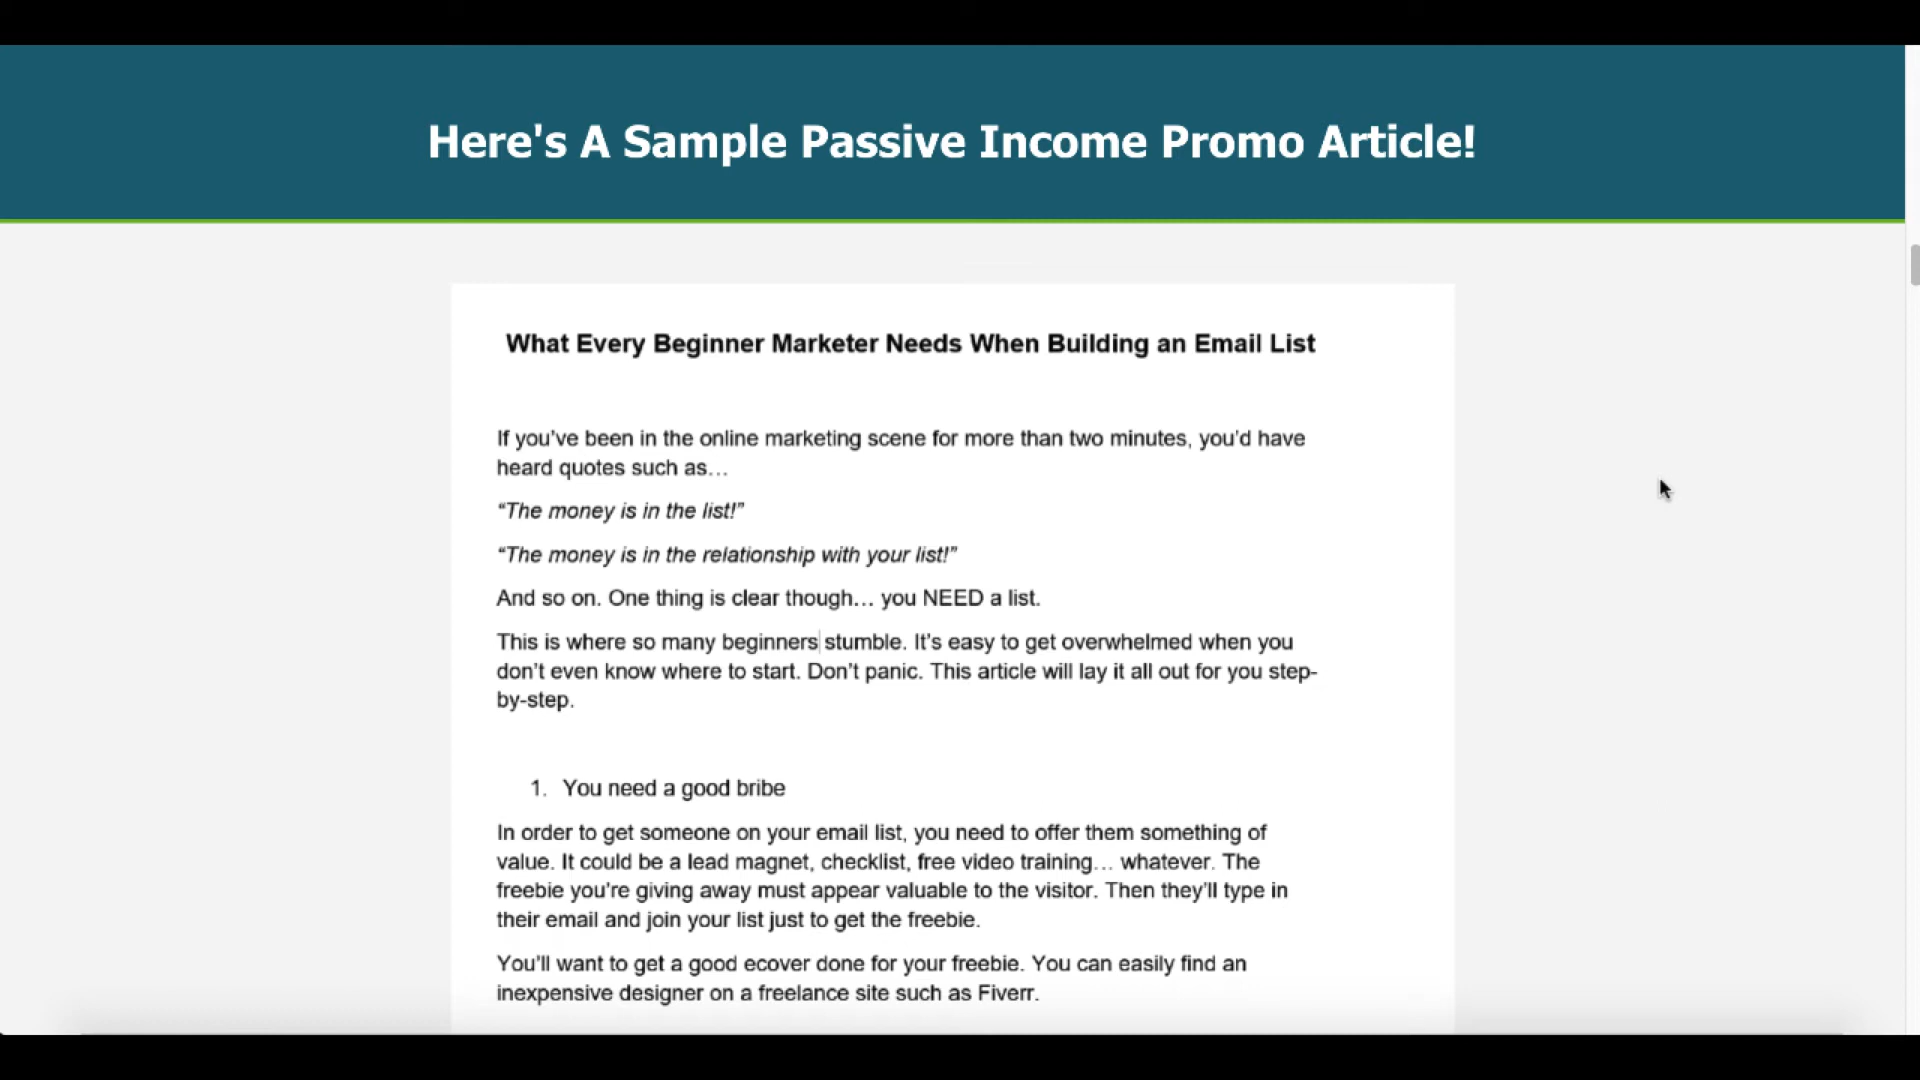 Here's A Sample Passive Income Promo Article!
What Every Beginner Marketer Needs When Building an Email List
If you’ve been in the online marketing scene for more than two minutes, you’d have
heard quotes such as…
“The money is in the list!”
“The money is in the relationship with your list!”
And so on. One thing is clear though… you NEED a list.
This is where so many beginners stumble. It’s easy to get overwhelmed when you
don’t even know where to start. Don’t panic. This article will lay it all out for you step-
by-step.
1. You need a good bribe
In order to get someone on your email list, you need to offer them something of
value. It could be a lead magnet, checklist, free video training… whatever. The
freebie you’re giving away must appear valuable to the visitor. Then they’ll type in
their email and join your list just to get the freebie.
You’ll want to get a good ecover done for your freebie. You can easily find an
inexpensive designer on a freelance site such as Fiverr.